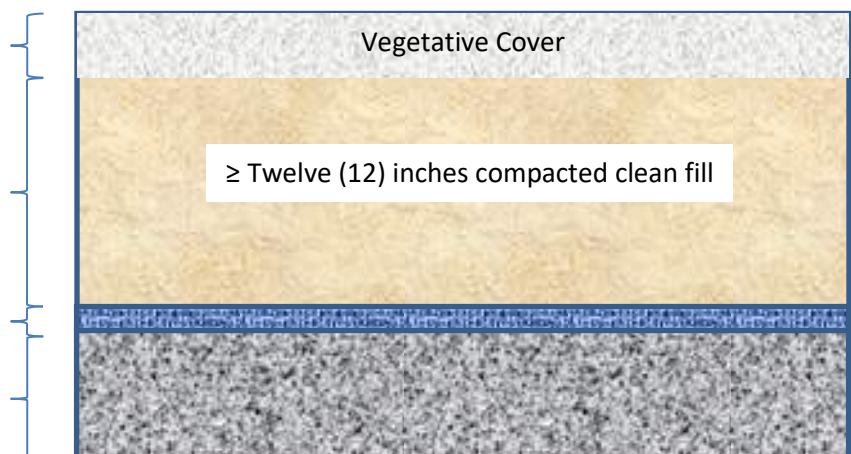 Vegetative Cover
≥ Twelve (12) inches compacted clean fill